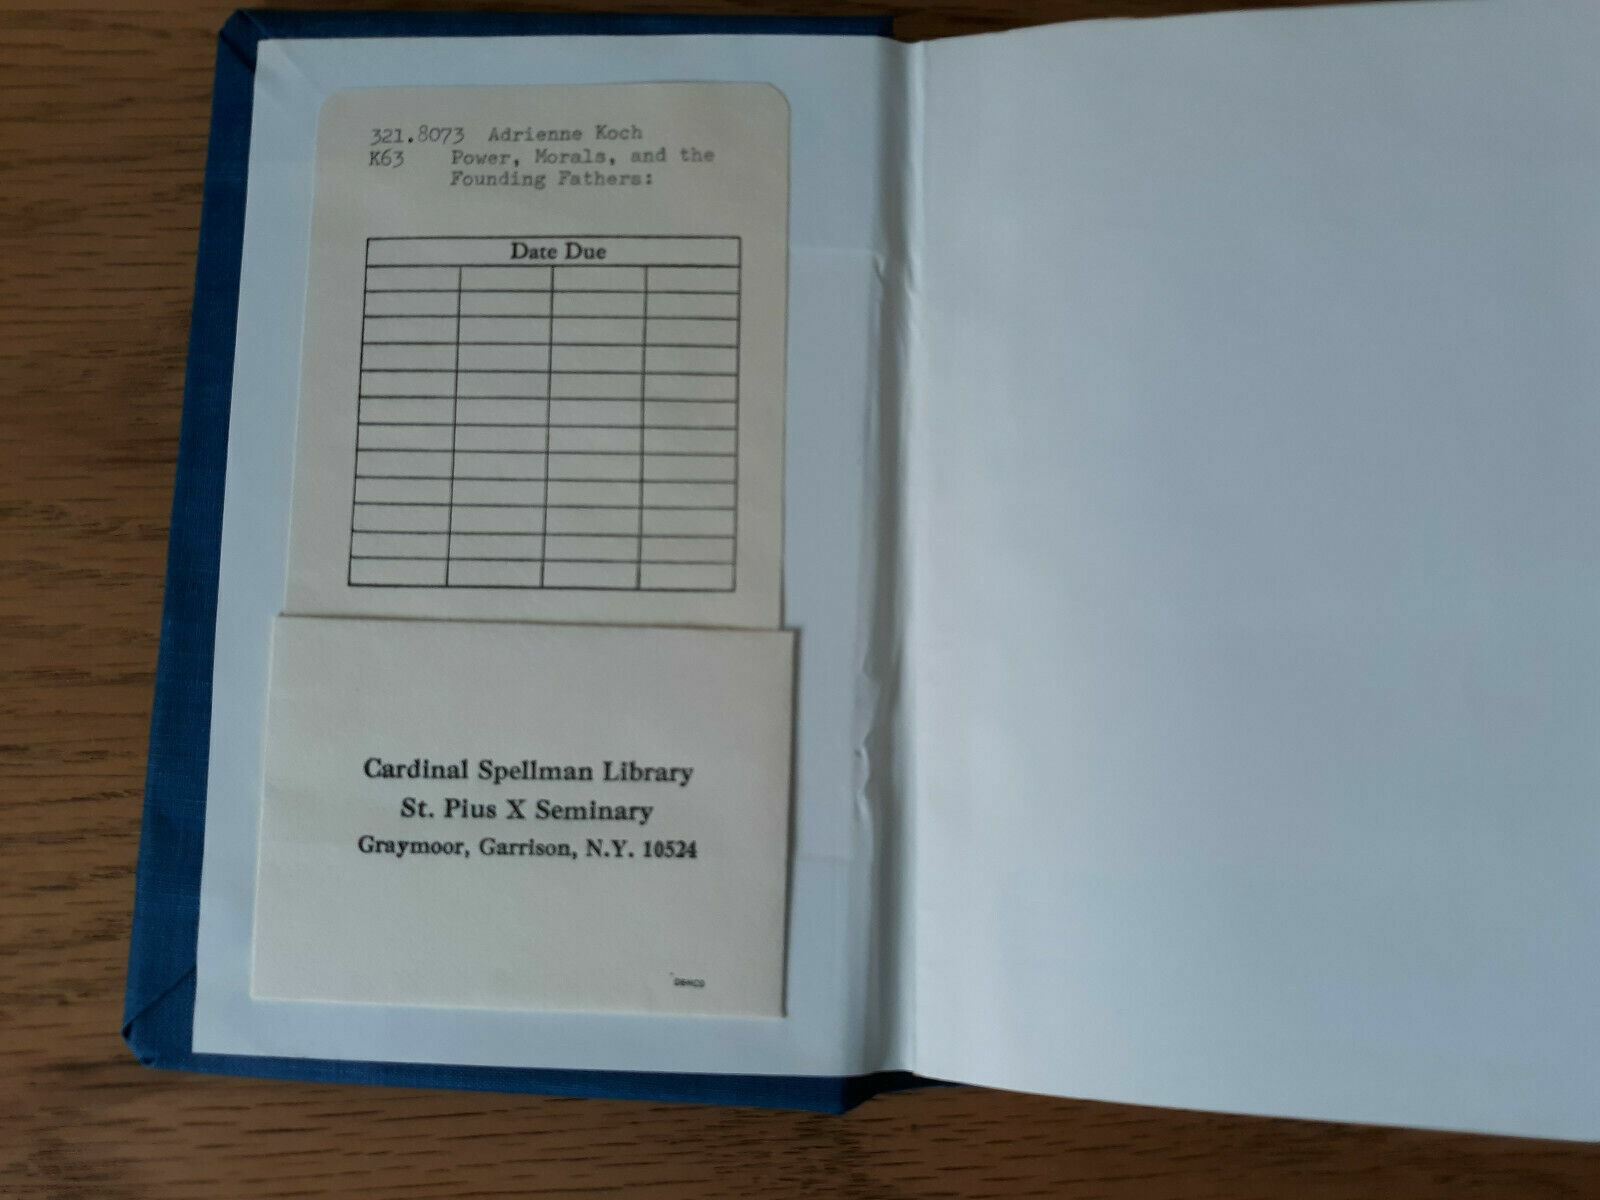 321.8073 Adrienne Koch
K63 Power, Morals, and the
Founding Fathers:
Date Due
Cardinal Spellman Library
St. Pius X Seminary
Graymoor, Garrison, N.Y. 10524
DEMCO